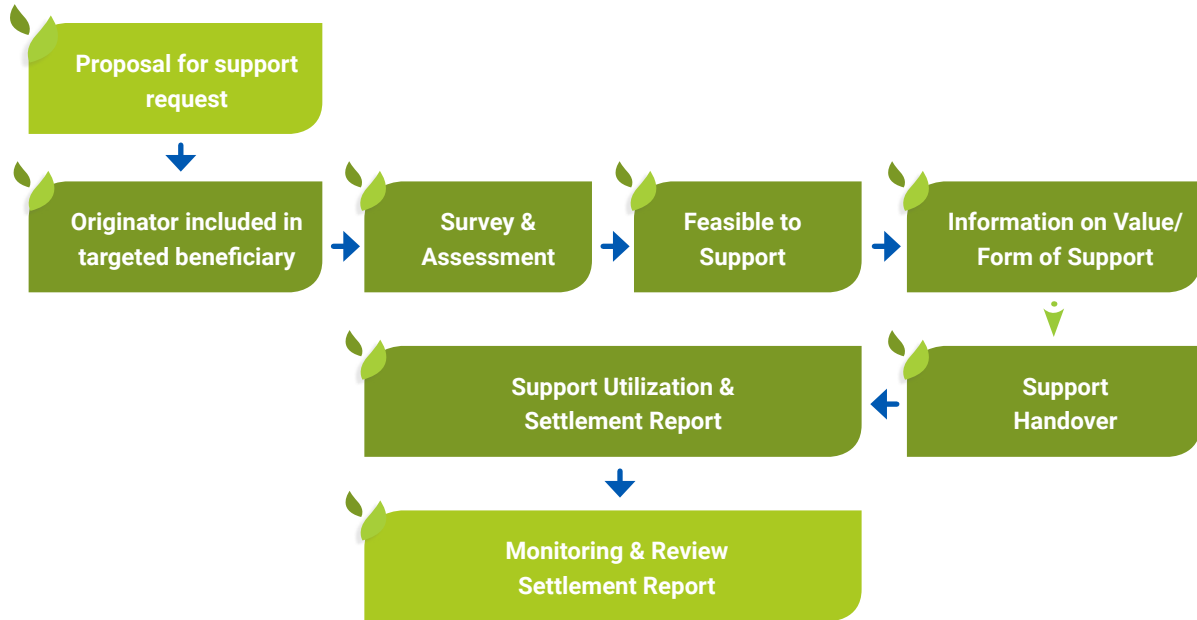 Proposal for support
request
Originator included in
targeted beneficiary
Survey &
Assessment
Feasible to
Support
Information on Value/
Form of Support
Support
Handover
Support Utilization &
Settlement Report
Monitoring & Review
Settlement Report